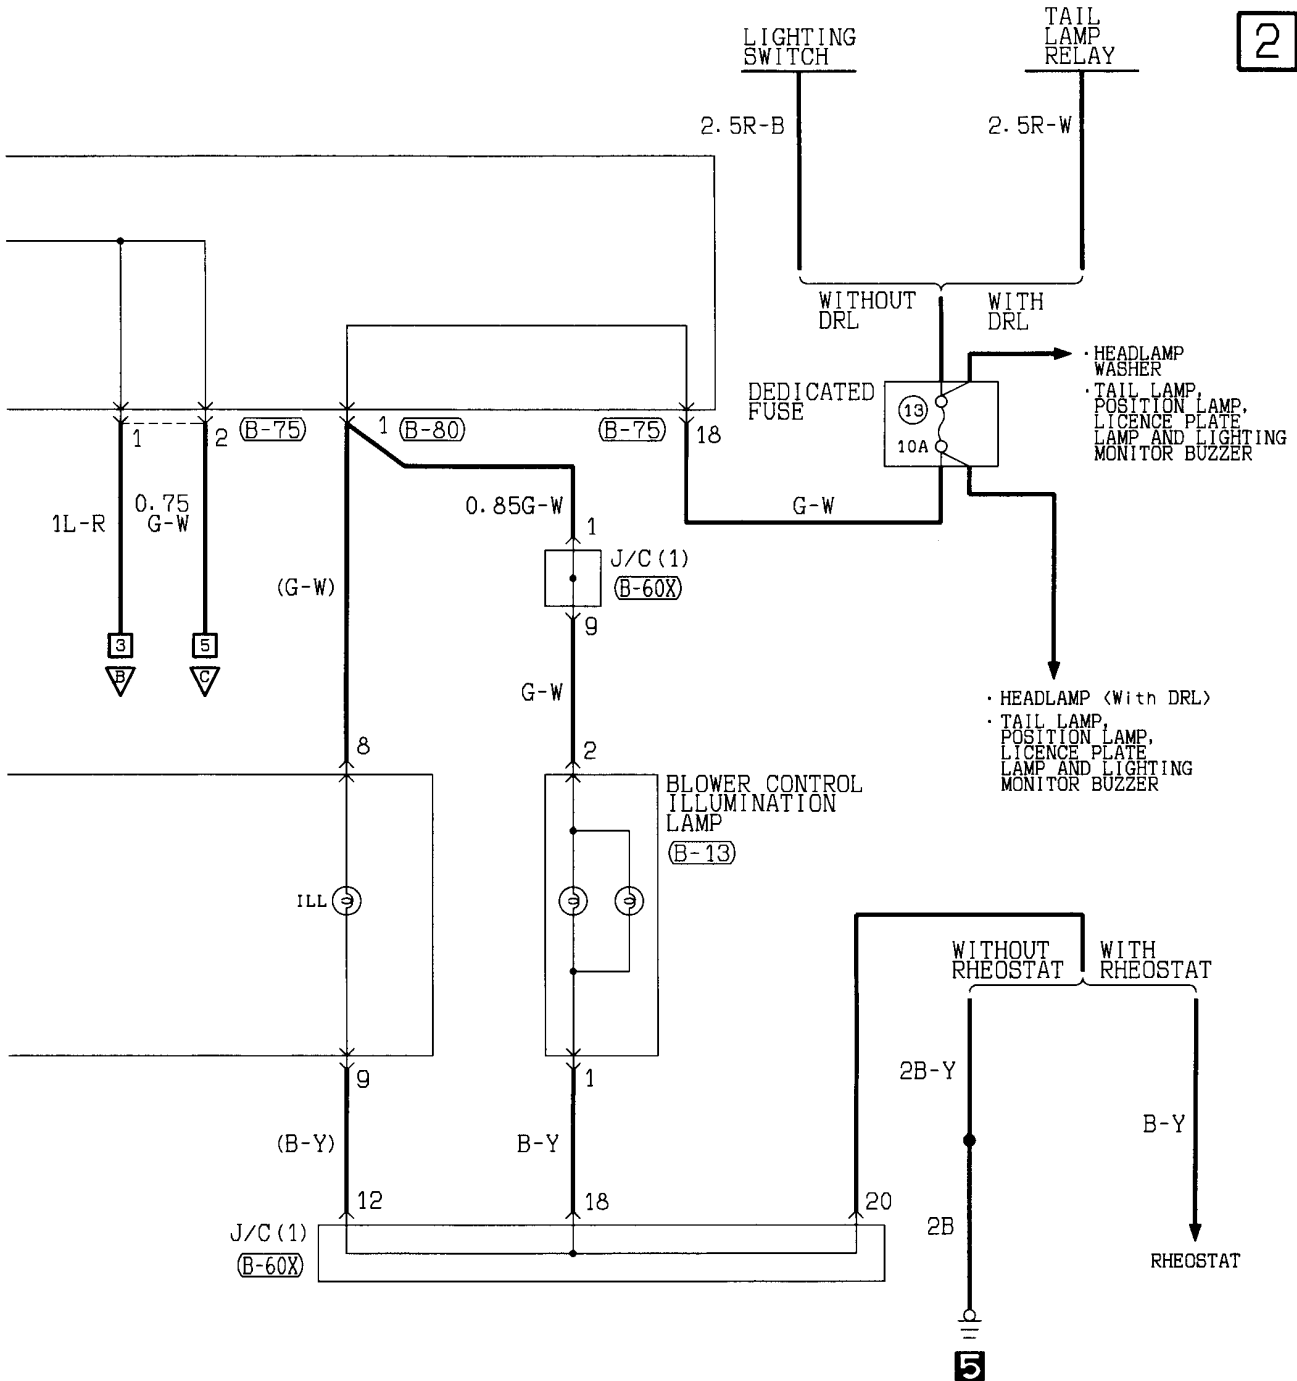 2
LIGHTING
SWITCH
TAIL
LAMP
RELAY
2.5R-B
2.5R-W
WITHOUT
DRL
WITH
DRL
DEDICATED
FUSE
13
10A
· HEADLAMP
WASHER
· TAIL LAMP,
POSITION LAMP,
LICENCE PLATE
LAMP AND LIGHTING
MONITOR BUZZER
1
2
B-75
1
B-80
B-75
18
1L-R
0.75
G-W
0.85G-W
G-W
1
J/C(1)
B-60X
(G-W)
9
3
B
5
C
G-W
· HEADLAMP <With DRL>
· TAIL LAMP,
POSITION LAMP,
LICENCE PLATE
LAMP AND LIGHTING
MONITOR BUZZER
8
2
BLOWER CONTROL
ILLUMINATION
LAMP
B-13
ILL
WITHOUT
RHEOSTAT
WITH
RHEOSTAT
9
1
2B-Y
B-Y
(B-Y)
B-Y
12
18
20
2B
J/C(1)
B-60X
RHEOSTAT
5